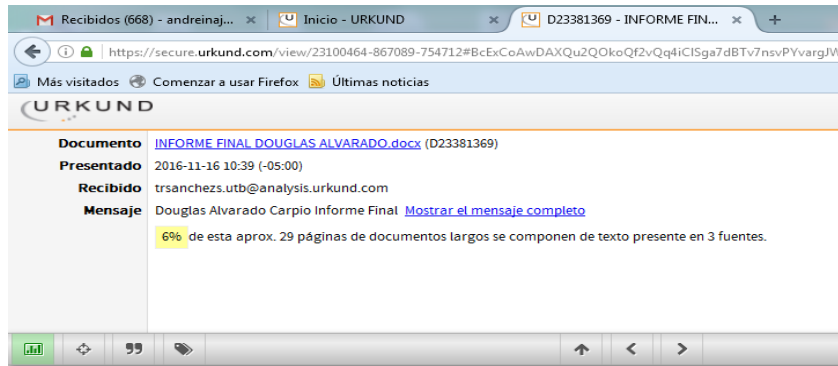 Recibidos (668) - andreinaj...
Inicio - URKUND
D23381369 - INFORME FIN...
https://secure.urkund.com/view/23100464-867089-754712#BcExCoAwDAXQu2QOkoQf2vQq4iCISga7dBTv7nsvPYvargJW
Más visitados Comenzar a usar Firefox Últimas noticias
URKUND
Documento INFORME FINAL DOUGLAS ALVARADO.docx (D23381369)
Presentado 2016-11-16 10:39 (-05:00)
Recibido trsanchezs.utb@analysis.urkund.com
Mensaje Douglas Alvarado Carpio Informe Final Mostrar el mensaje completo
6% de esta aprox. 29 páginas de documentos largos se componen de texto presente en 3 fuentes.